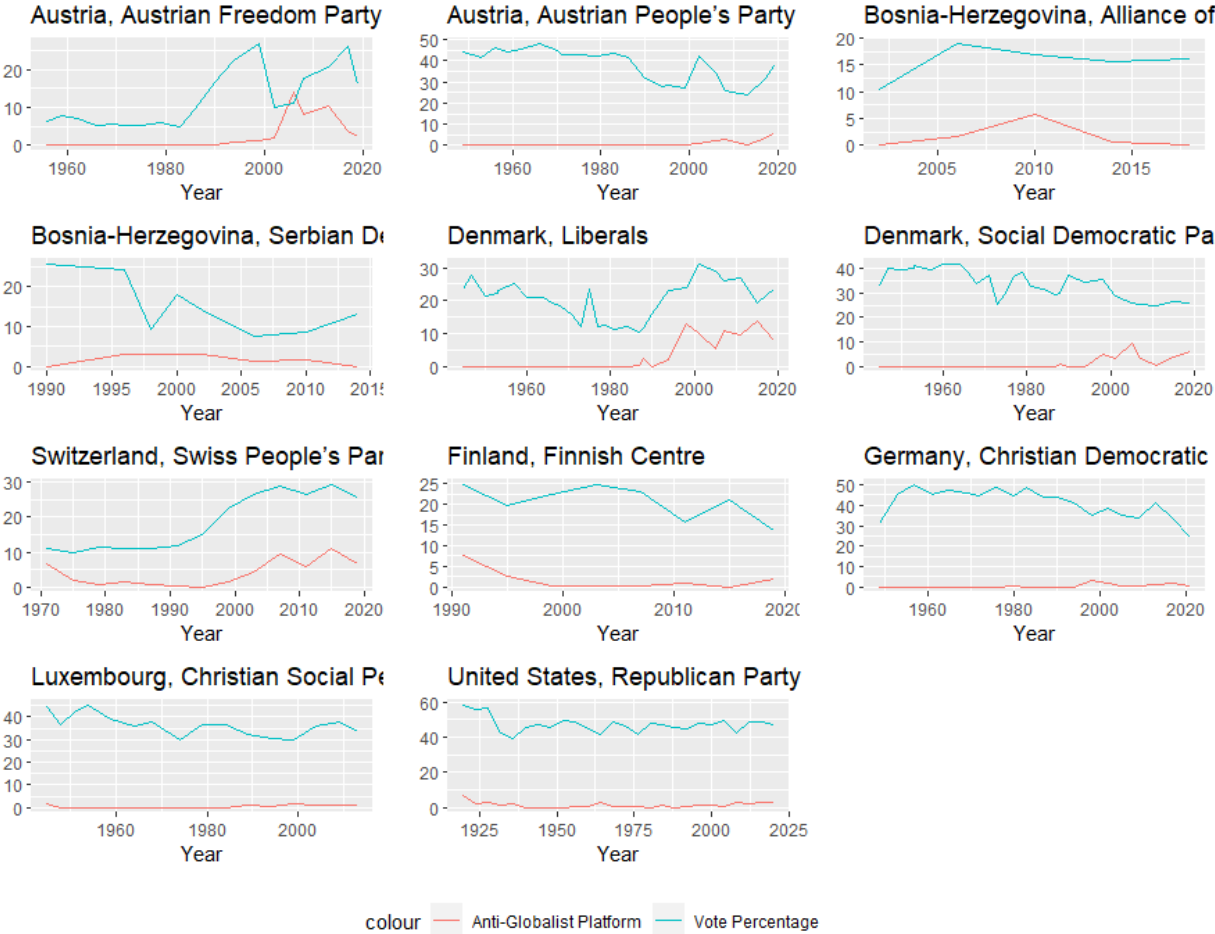 Austria, Austrian Freedom Party
20
10
0
1960 1980 2000 2020
Year
Austria, Austrian People’s Party
50
40
30
20
10
0
1960 1980 2000 2020
Year
Bosnia-Herzegovina, Alliance of
20
15
10
5
0
2005 2010 2015
Year
Bosnia-Herzegovina, Serbian De
20
10
0
1990 1995 2000 2005 2010 2015
Year
Denmark, Liberals
30
20
10
0
1960 1980 2000 2020
Year
Denmark, Social Democratic Pa
40
30
20
10
0
1960 1980 2000 2020
Year
Switzerland, Swiss People’s Par
30
20
10
0
1970 1980 1990 2000 2010 2020
Year
Finland, Finnish Centre
25
20
15
10
5
0
1990 2000 2010 202
Year
Germany, Christian Democratic
50
40
30
20
10
0
1960 1980 2000 2020
Year
Luxembourg, Christian Social Pe
40
30
20
10
0
1960 1980 2000
Year
United States, Republican Party
60
40
20
0
1925 1950 1975 2000 2025
Year
colour Anti-Globalist Platform Vote Percentage